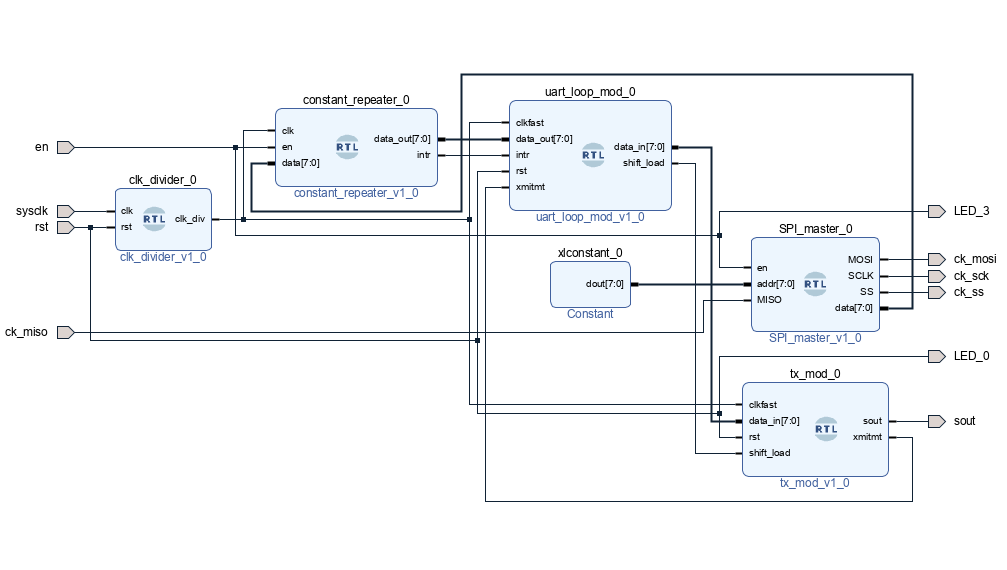 en
sysclk
rst
ck_miso
clk_divider_0
clk
rst
RTL
clk_div
clk_divider_v1_0
constant_repeater_0
clk
en
data[7:0]
RTL
data_out[7:0]
intr
constant_repeater_v1_0
uart_loop_mod_0
clkfast
data_out[7:0]
intr
rst
xmitmt
RTL
data_in[7:0]
shift_load
uart_loop_mod_v1_0
xlconstant_0
dout[7:0]
Constant
SPI_master_0
en
addr[7:0]
MISO
RTL
MOSI
SCLK
SS
data[7:0]
SPI_master_v1_0
tx_mod_0
clkfast
data_in[7:0]
rst
shift_load
RTL
sout
xmitmt
tx_mod_v1_0
LED_3
ck_mosi
ck_sck
ck_ss
LED_0
sout